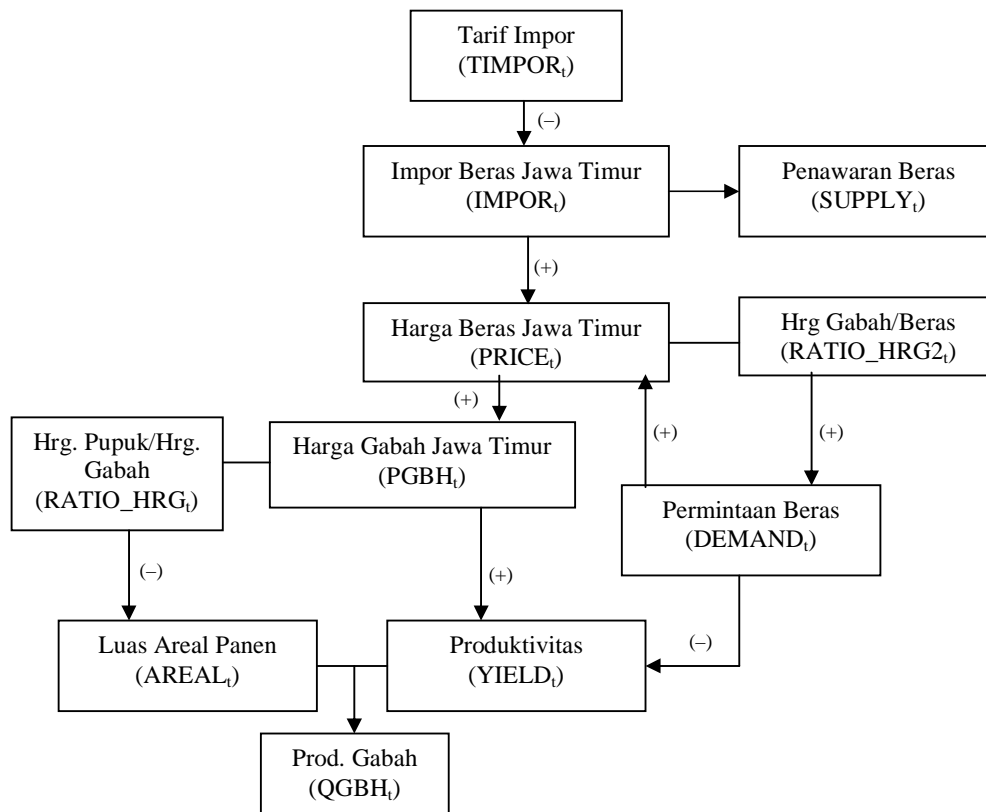 Tarif Impor
(TIMPORt)
(–)
Impor Beras Jawa Timur
(IMPORt)
Penawaran Beras
(SUPPLYt)
(+)
Harga Beras Jawa Timur
(PRICEt)
Hrg Gabah/Beras
(RATIO_HRG2t)
(+)
(+)
(+)
Hrg. Pupuk/Hrg.
Gabah
(RATIO_HRGt)
Harga Gabah Jawa Timur
(PGBHt)
Permintaan Beras
(DEMANDt)
(–)
(+)
Luas Areal Panen
(AREALt)
Produktivitas
(YIELDt)
(–)
Prod. Gabah
(QGBHt)